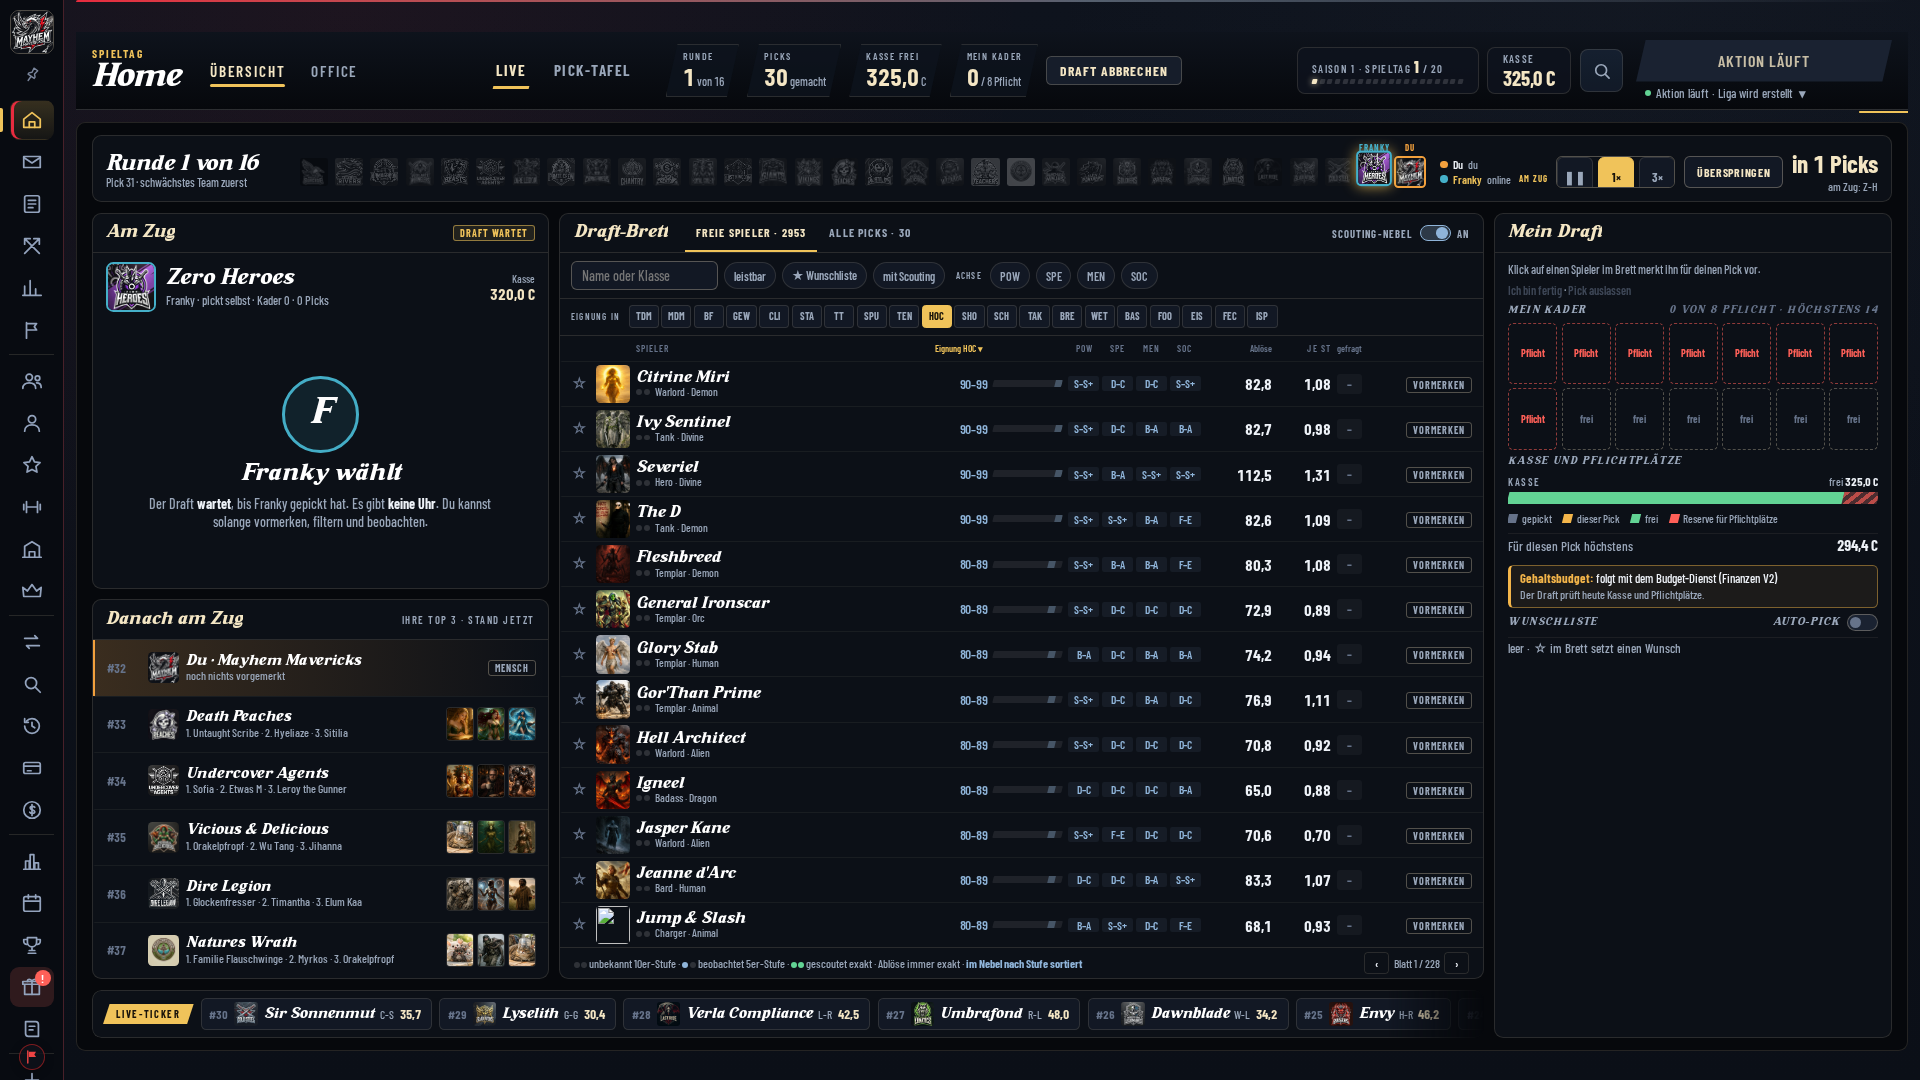 SPIELTAG
Home
ÜBERSICHT
OFFICE
LIVE
PICK-TAFEL
RUNDE
1 von 16
PICKS
30 gemacht
KASSE FREI
325,0 C
MEIN KADER
0 / 8 Pflicht
DRAFT ABBRECHEN
SAISON 1 · SPIELTAG 1 / 20
KASSE
325,0 C
AKTION LÄUFT
Aktion läuft · Liga wird erstellt ▼
Runde 1 von 16
Pick 31 · schwächstes Team zuerst
FRANKY
DU
Du du
Franky online AM ZUG
1×
3×
ÜBERSPRINGEN
in 1 Picks
am Zug: Z-H
Am Zug
DRAFT WARTET
Zero Heroes
Franky · pickt selbst · Kader 0 · 0 Picks
Kasse
320,0 C
F
Franky wählt
Der Draft wartet, bis Franky gepickt hat. Es gibt keine Uhr. Du kannst
solange vormerken, filtern und beobachten.
Danach am Zug
IHRE TOP 3 · STAND JETZT
#32
Du · Mayhem Mavericks
noch nichts vorgemerkt
MENSCH
#33
Death Peaches
1. Untaught Scribe · 2. Hyeliaze · 3. Sitilia
#34
Undercover Agents
1. Sofia · 2. Etwas M · 3. Leroy the Gunner
#35
Vicious & Delicious
1. Orakelpfropf · 2. Wu Tang · 3. Jihanna
#36
Dire Legion
1. Glockenfresser · 2. Timantha · 3. Elum Kaa
#37
Natures Wrath
1. Familie Flauschwinge · 2. Myrkos · 3. Orakelpfropf
Draft-Brett
FREIE SPIELER · 2953
ALLE PICKS · 30
SCOUTING-NEBEL AN
Name oder Klasse
leistbar
★ Wunschliste
mit Scouting
ACHSE
POW
SPE
MEN
SOC
EIGNUNG IN TDM MDM BF GEW CLI STA TT SPU TEN HOC SHO SCH TAK BRE WET BAS FOO EIS FEC ISP
SPIELER Eignung HOC ▾ POW SPE MEN SOC Ablöse JE ST gefragt
☆ Citrine Miri 90–99 S–S+ D–C D–C S–S+ 82,8 1,08 – VORMERKEN
Warlord · Demon
☆ Ivy Sentinel 90–99 S–S+ D–C B–A B–A 82,7 0,98 – VORMERKEN
Tank · Divine
☆ Severiel 90–99 S–S+ B–A S–S+ S–S+ 112,5 1,31 – VORMERKEN
Hero · Divine
☆ The D 90–99 S–S+ S–S+ B–A F–E 82,6 1,09 – VORMERKEN
Tank · Demon
☆ Fleshbreed 80–89 S–S+ B–A B–A F–E 80,3 1,08 – VORMERKEN
Templar · Demon
☆ General Ironscar 80–89 S–S+ D–C D–C D–C 72,9 0,89 – VORMERKEN
Templar · Orc
☆ Glory Stab 80–89 B–A D–C B–A B–A 74,2 0,94 – VORMERKEN
Templar · Human
☆ Gor'Than Prime 80–89 S–S+ D–C B–A D–C 76,9 1,11 – VORMERKEN
Templar · Animal
☆ Hell Architect 80–89 S–S+ D–C D–C D–C 70,8 0,92 – VORMERKEN
Warlord · Alien
☆ Igneel 80–89 D–C D–C D–C B–A 65,0 0,88 – VORMERKEN
Badass · Dragon
☆ Jasper Kane 80–89 S–S+ F–E D–C D–C 70,6 0,70 – VORMERKEN
Warlord · Alien
☆ Jeanne d'Arc 80–89 D–C D–C B–A S–S+ 83,3 1,07 – VORMERKEN
Bard · Human
☆ Jump & Slash 80–89 B–A S–S+ D–C F–E 68,1 0,93 – VORMERKEN
Charger · Animal
unbekannt 10er-Stufe · beobachtet 5er-Stufe · gescoutet exakt · Ablöse immer exakt · im Nebel nach Stufe sortiert
‹ Blatt 1 / 228 ›
Mein Draft
Klick auf einen Spieler im Brett merkt ihn für deinen Pick vor.
Ich bin fertig · Pick auslassen
MEIN KADER
0 VON 8 PFLICHT · HÖCHSTENS 14
Pflicht Pflicht Pflicht Pflicht Pflicht Pflicht Pflicht
Pflicht frei frei frei frei frei frei
KASSE UND PFLICHTPLÄTZE
KASSE
frei 325,0 C
gepickt dieser Pick frei Reserve für Pflichtplätze
Für diesen Pick höchstens
294,4 C
Gehaltsbudget: folgt mit dem Budget-Dienst (Finanzen V2)
Der Draft prüft heute Kasse und Pflichtplätze.
WUNSCHLISTE
AUTO-PICK
leer · ☆ im Brett setzt einen Wunsch
LIVE-TICKER
#30 Sir Sonnenmut C-S 35,7
#29 Lyselith G-G 30,4
#28 Verla Compliance L-R 42,5
#27 Umbrafond R-L 48,0
#26 Dawnblade W-L 34,2
#25 Envy H-R 46,2